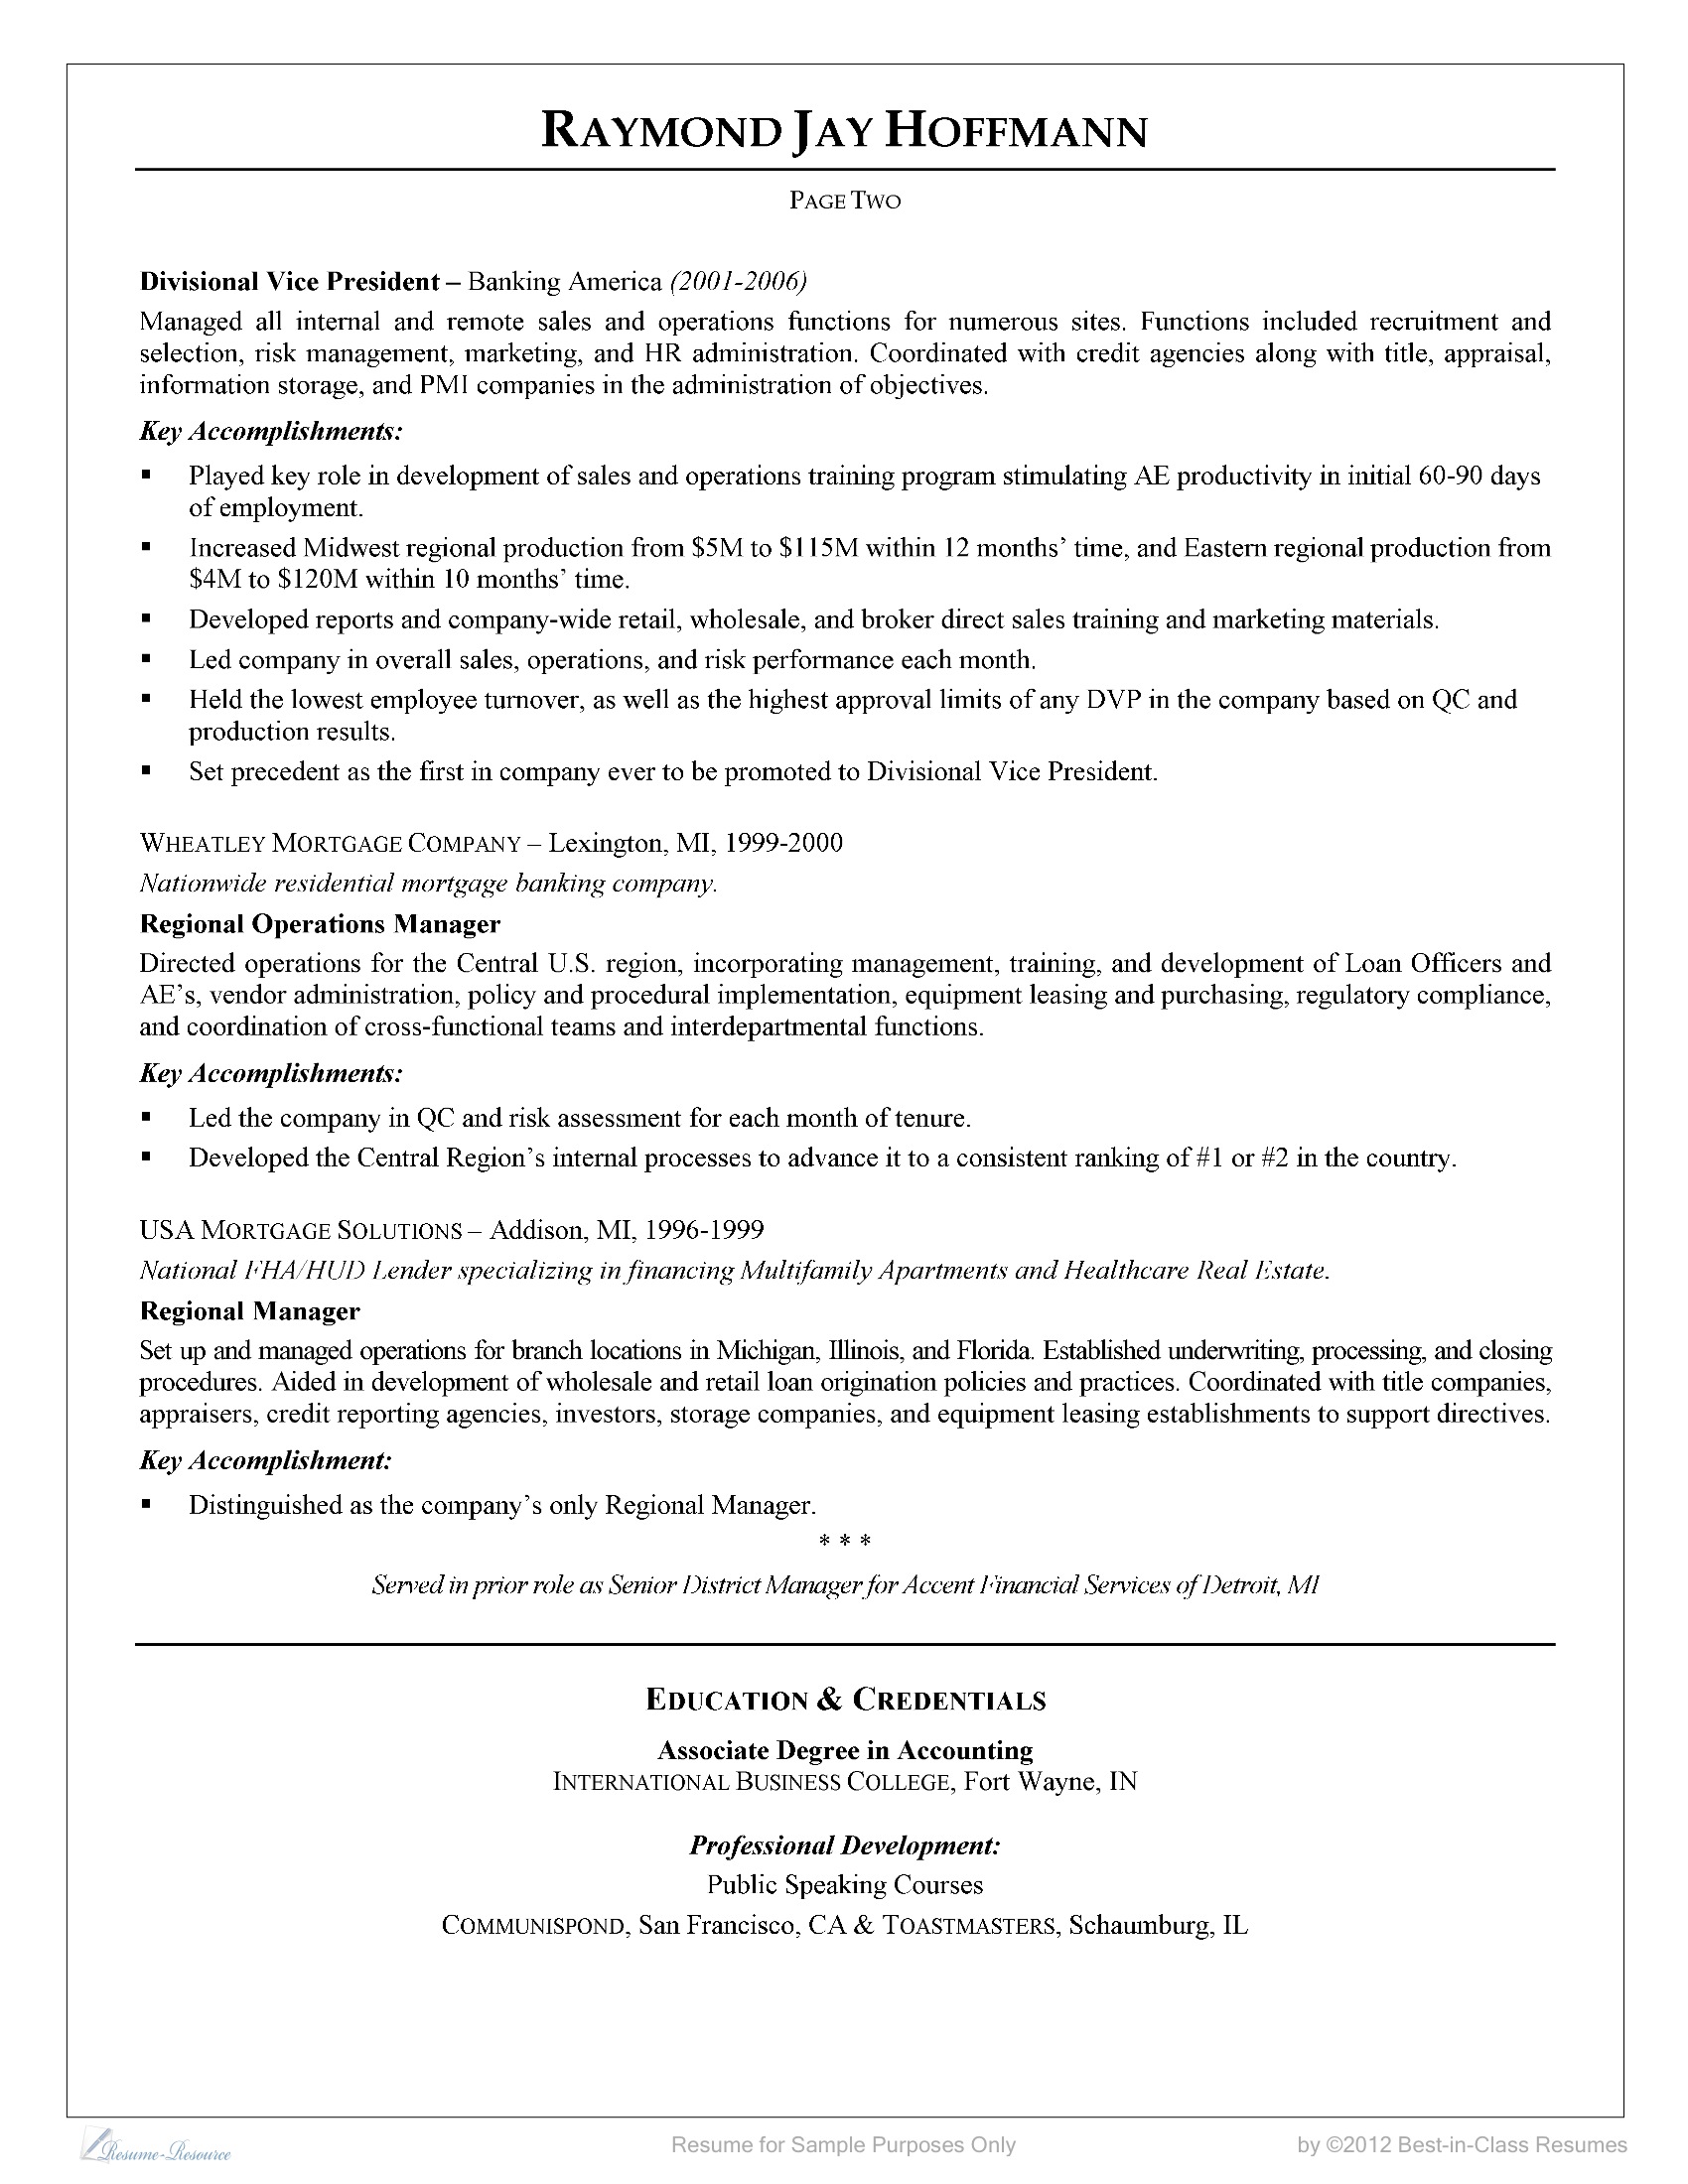 RAYMOND JAY HOFFMANN
PAGE TWO
Divisional Vice President – Banking America (2001-2006)
Managed all internal and remote sales and operations functions for numerous sites. Functions included recruitment and
selection, risk management, marketing, and HR administration. Coordinated with credit agencies along with title, appraisal,
information storage, and PMI companies in the administration of objectives.
Key Accomplishments:
▪ Played key role in development of sales and operations training program stimulating AE productivity in initial 60-90 days
of employment.
▪ Increased Midwest regional production from $5M to $115M within 12 months’ time, and Eastern regional production from
$4M to $120M within 10 months’ time.
▪ Developed reports and company-wide retail, wholesale, and broker direct sales training and marketing materials.
▪ Led company in overall sales, operations, and risk performance each month.
▪ Held the lowest employee turnover, as well as the highest approval limits of any DVP in the company based on QC and
production results.
▪ Set precedent as the first in company ever to be promoted to Divisional Vice President.
WHEATLEY MORTGAGE COMPANY – Lexington, MI, 1999-2000
Nationwide residential mortgage banking company.
Regional Operations Manager
Directed operations for the Central U.S. region, incorporating management, training, and development of Loan Officers and
AE’s, vendor administration, policy and procedural implementation, equipment leasing and purchasing, regulatory compliance,
and coordination of cross-functional teams and interdepartmental functions.
Key Accomplishments:
▪ Led the company in QC and risk assessment for each month of tenure.
▪ Developed the Central Region’s internal processes to advance it to a consistent ranking of #1 or #2 in the country.
USA MORTGAGE SOLUTIONS – Addison, MI, 1996-1999
National FHA/HUD Lender specializing in financing Multifamily Apartments and Healthcare Real Estate.
Regional Manager
Set up and managed operations for branch locations in Michigan, Illinois, and Florida. Established underwriting, processing, and closing
procedures. Aided in development of wholesale and retail loan origination policies and practices. Coordinated with title companies,
appraisers, credit reporting agencies, investors, storage companies, and equipment leasing establishments to support directives.
Key Accomplishment:
▪ Distinguished as the company’s only Regional Manager.
* * *
Served in prior role as Senior District Manager for Accent Financial Services of Detroit, MI
EDUCATION & CREDENTIALS
Associate Degree in Accounting
INTERNATIONAL BUSINESS COLLEGE, Fort Wayne, IN
Professional Development:
Public Speaking Courses
COMMUNISPOND, San Francisco, CA & TOASTMASTERS, Schaumburg, IL
Resume-Resource
Resume for Sample Purposes Only
by ©2012 Best-in-Class Resumes